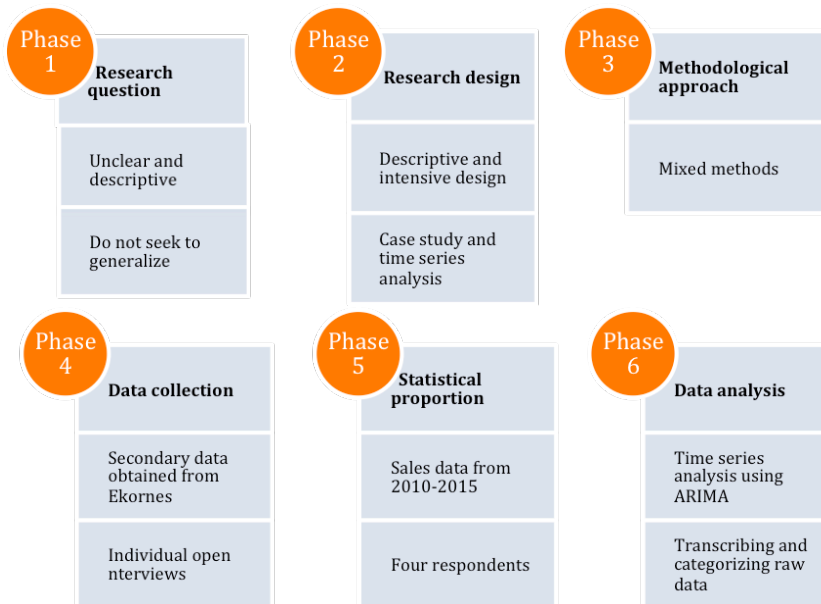 Phase
1
Research
question
Unclear and
descriptive
Do not seek to
generalize
Phase
2
Research design
Descriptive and
intensive design
Case study and
time series
analysis
Phase
3
Methodological
approach
Mixed methods
Phase
4
Data collection
Secondary data
obtained from
Ekornes
Individual open
nterviews
Phase
5
Statistical
proportion
Sales data from
2010-2015
Four respondents
Phase
6
Data analysis
Time series
analysis using
ARIMA
Transcribing and
categorizing raw
data